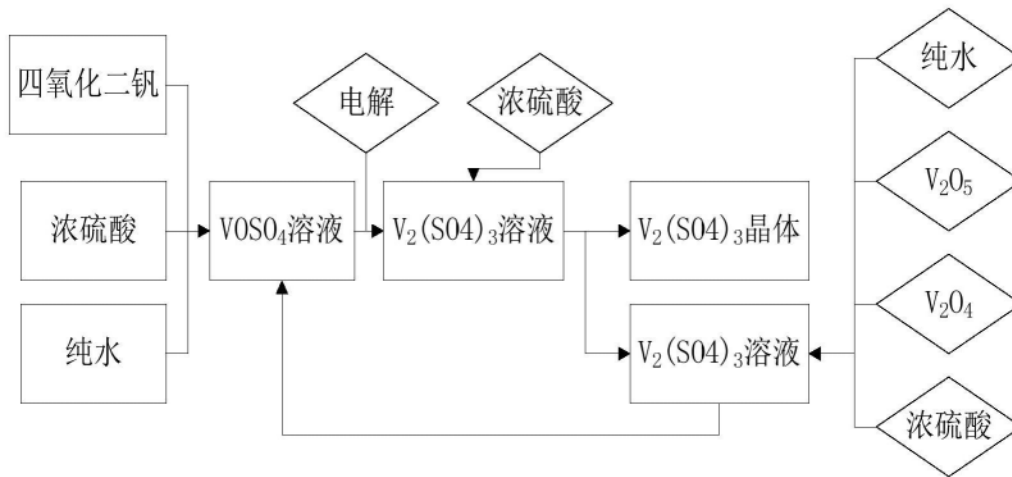 四氧化二钒
浓硫酸
纯水
VOSO₄溶液
电解
V₂(SO4)₃溶液
浓硫酸
V₂(SO4)₃晶体
V₂(SO4)₃溶液
纯水
V₂O₅
V₂O₄
浓硫酸